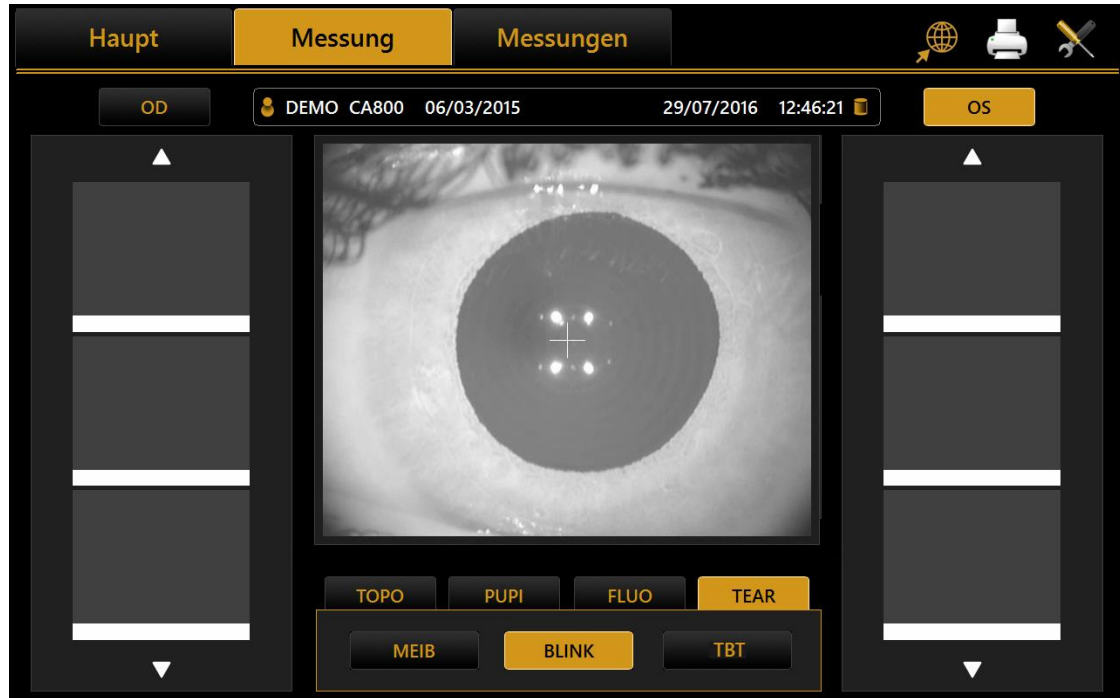 Haupt Messung Messungen
OD DEMO CA800 06/03/2015 29/07/2016 12:46:21 OS
TOPO PUPI FLUO TEAR
MEIB BLINK TBT